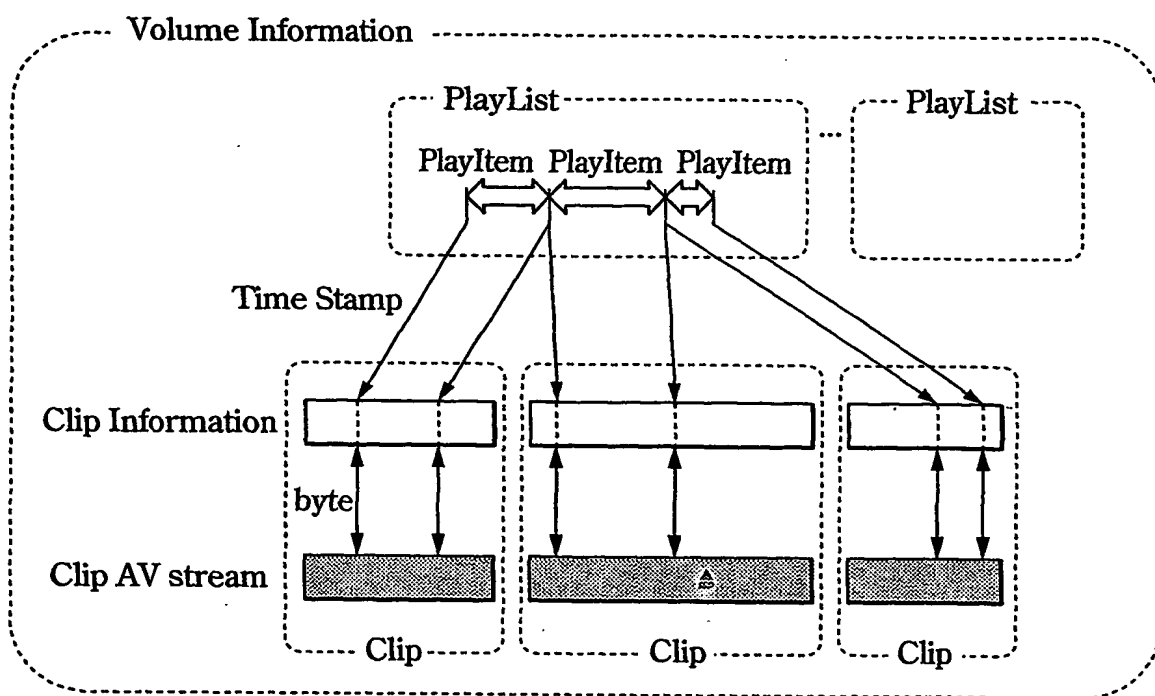 Volume Information
PlayList
PlayList
...
PlayItem PlayItem PlayItem
Time Stamp
Clip Information
byte
Clip AV stream
Clip
Clip
Clip